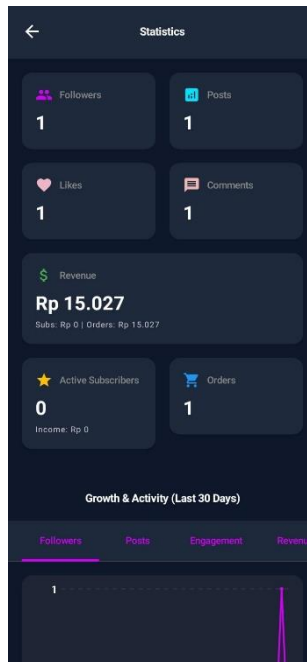 Statistics
Followers
1
Posts
1
Likes
1
Comments
1
Revenue
Rp 15.027
Subs: Rp 0 | Orders: Rp 15.027
Active Subscribers
0
Income: Rp 0
Orders
1
Growth & Activity (Last 30 Days)
Followers Posts Engagement Revenu
1